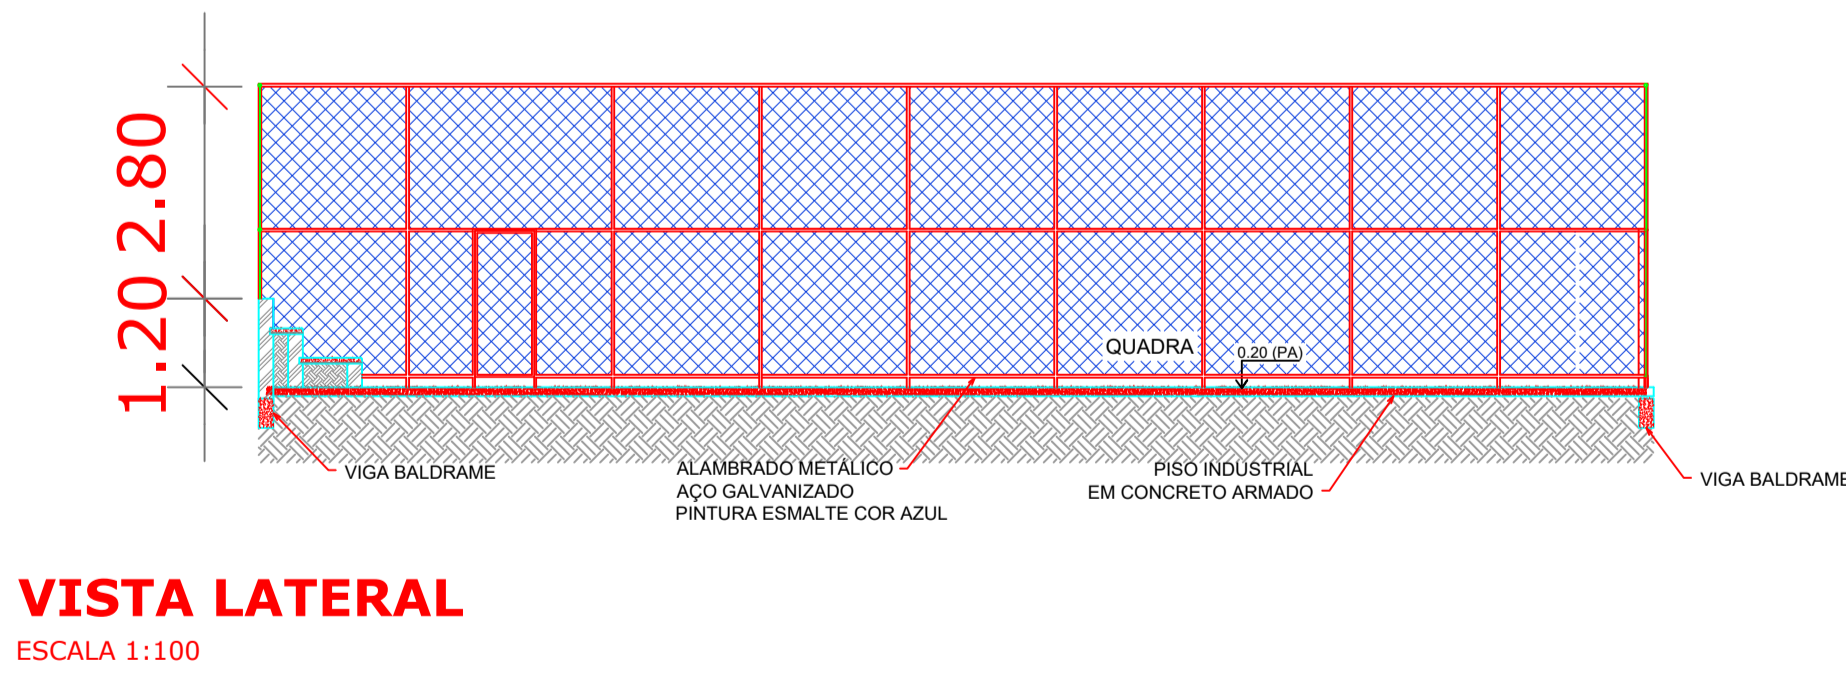 2.80
1.20
QUADRA
0.20 (PA)
VIGA BALDRAME
ALAMBRADO METÁLICO
AÇO GALVANIZADO
PINTURA ESMALTE COR AZUL
PISO INDUSTRIAL
EM CONCRETO ARMADO
VIGA BALDRAME
VISTA LATERAL
ESCALA 1:100